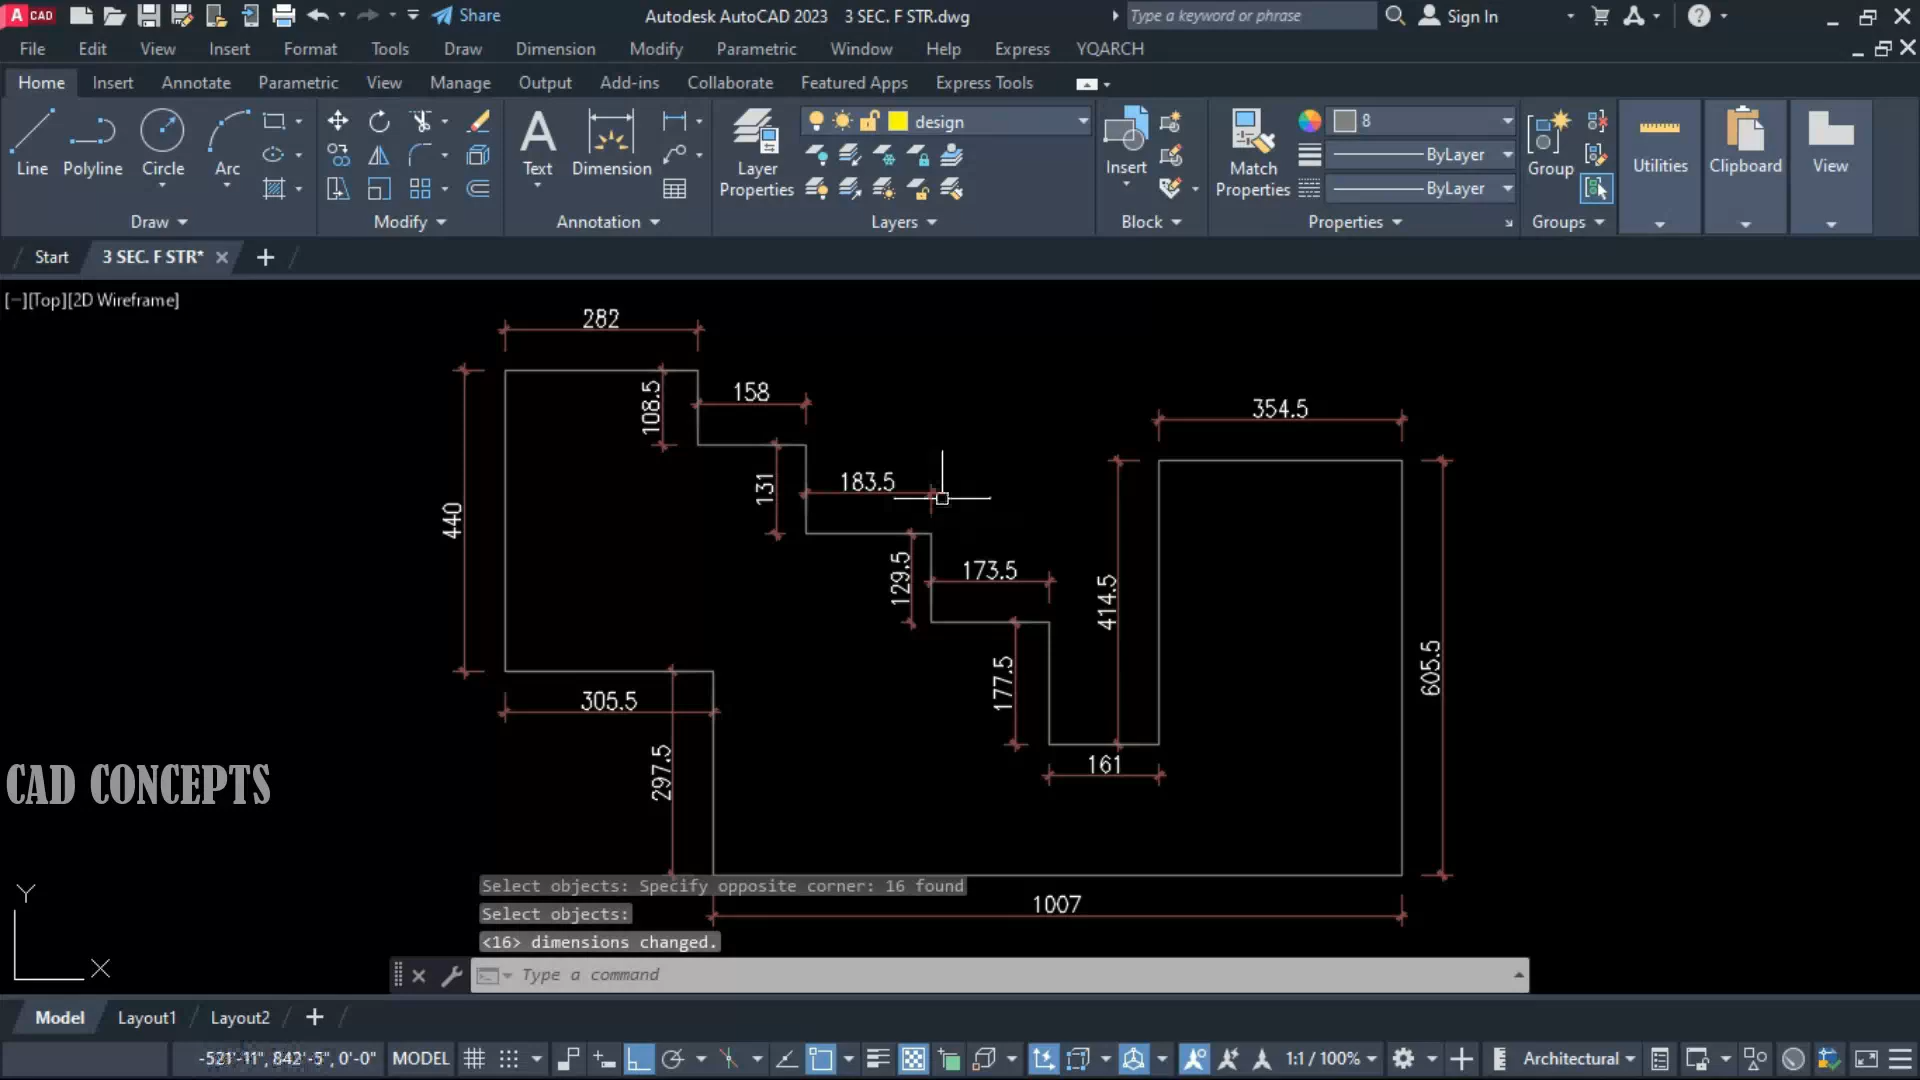 A CAD
Share
Autodesk AutoCAD 2023 3 SEC. F STR.dwg
Type a keyword or phrase
Sign In
File Edit View Insert Format Tools Draw Dimension Modify Parametric Window Help Express YQARCH
Home Insert Annotate Parametric View Manage Output Add-ins Collaborate Featured Apps Express Tools
design
8
Line Polyline Circle Arc
Text Dimension
Layer Properties
Insert
Match Properties
ByLayer
ByLayer
Group
Utilities Clipboard View
Draw Modify Annotation Layers Block Properties Groups
Start 3 SEC. F STR*
[−][Top][2D Wireframe]
282
108.5
158
354.5
440
131
183.5
129.5
173.5
414.5
177.5
605.5
305.5
297.5
161
CAD CONCEPTS
Select objects: Specify opposite corner: 16 found
1007
Select objects:
<16> dimensions changed.
Type a command
Y
X
Model Layout1 Layout2
-521'-11", 842'-5", 0'-0" MODEL 1:1 / 100% Architectural